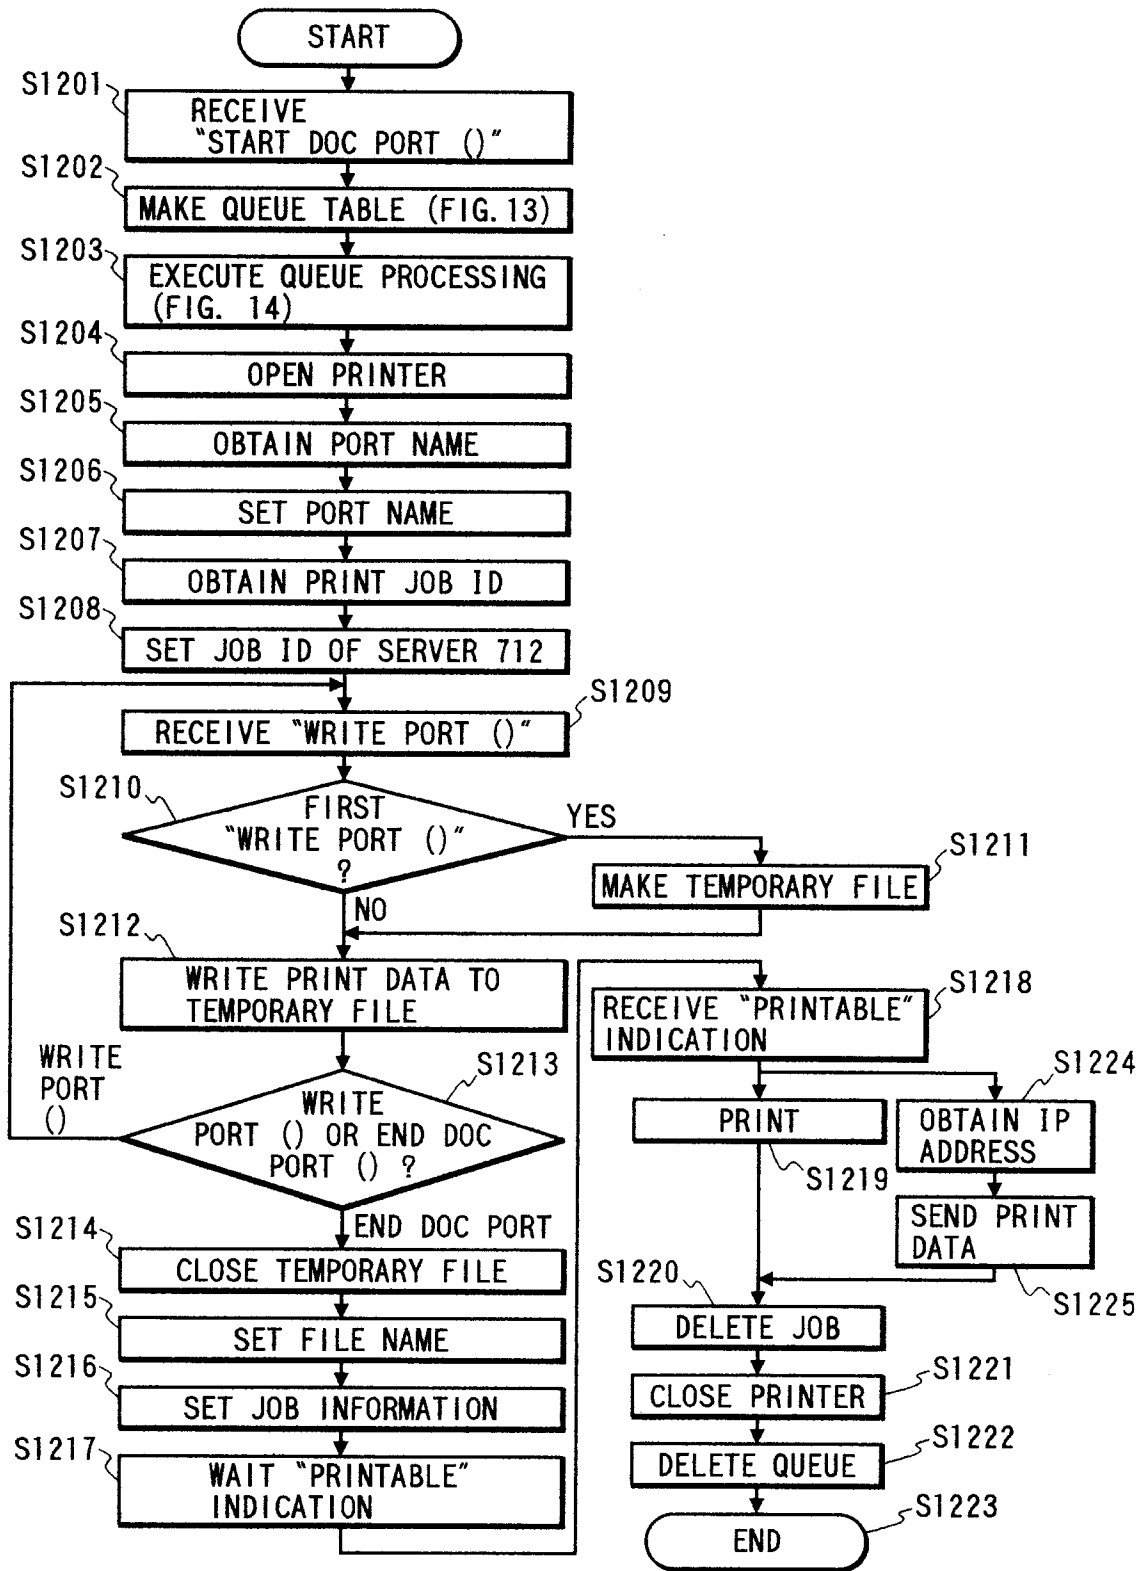 START
S1201
RECEIVE
"START DOC PORT ()"
S1202
MAKE QUEUE TABLE (FIG.13)
S1203
EXECUTE QUEUE PROCESSING
(FIG. 14)
S1204
OPEN PRINTER
S1205
OBTAIN PORT NAME
S1206
SET PORT NAME
S1207
OBTAIN PRINT JOB ID
S1208
SET JOB ID OF SERVER 712
S1209
RECEIVE "WRITE PORT ()"
S1210
FIRST
"WRITE PORT ()"
?
YES
NO
S1211
MAKE TEMPORARY FILE
S1212
WRITE PRINT DATA TO
TEMPORARY FILE
WRITE
PORT
()
S1213
WRITE
PORT () OR END DOC
PORT () ?
END DOC PORT
S1214
CLOSE TEMPORARY FILE
S1215
SET FILE NAME
S1216
SET JOB INFORMATION
S1217
WAIT "PRINTABLE"
INDICATION
S1218
RECEIVE "PRINTABLE"
INDICATION
PRINT
S1219
S1224
OBTAIN IP
ADDRESS
SEND PRINT
DATA
S1225
S1220
DELETE JOB
S1221
CLOSE PRINTER
S1222
DELETE QUEUE
S1223
END